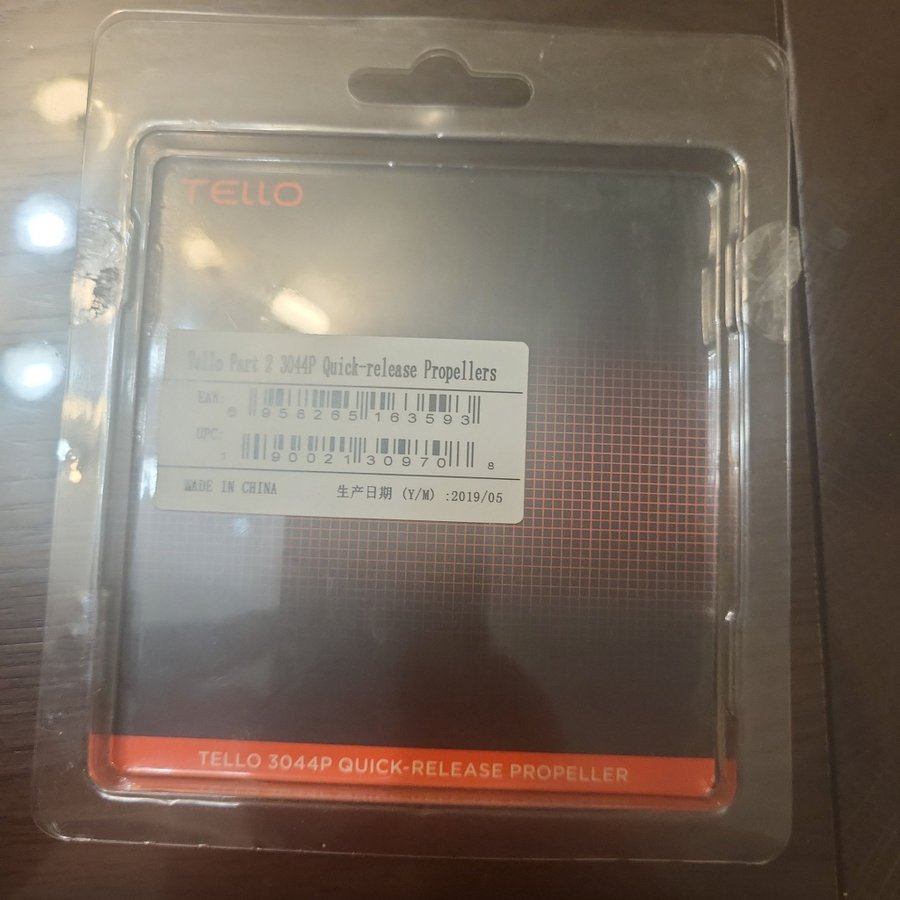 TELLO
Tello Part 2 3044P Quick-release Propellers
EAN:
6 958265 163593
UPC:
1 90021 30970 8
MADE IN CHINA 生产日期 (Y/M) :2019/05
TELLO 3044P QUICK-RELEASE PROPELLER